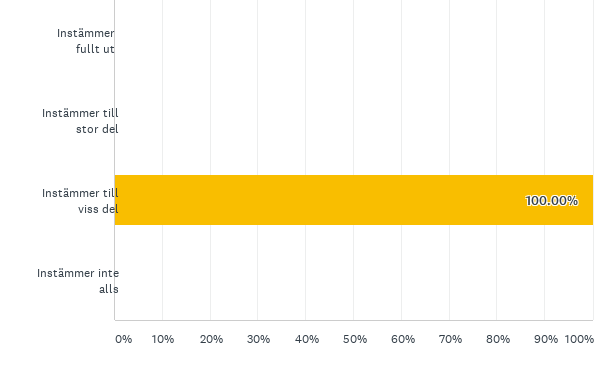 Instämmer
fullt ut
Instämmer till
stor del
Instämmer till
viss del
100.00%
Instämmer inte
alls
0% 10% 20% 30% 40% 50% 60% 70% 80% 90% 100%